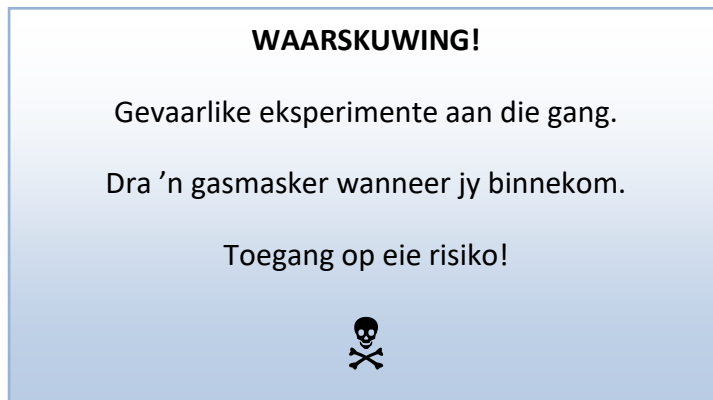 WAARSKUWING!
Gevaarlike eksperimente aan die gang.
Dra ’n gasmasker wanneer jy binnekom.
Toegang op eie risiko!